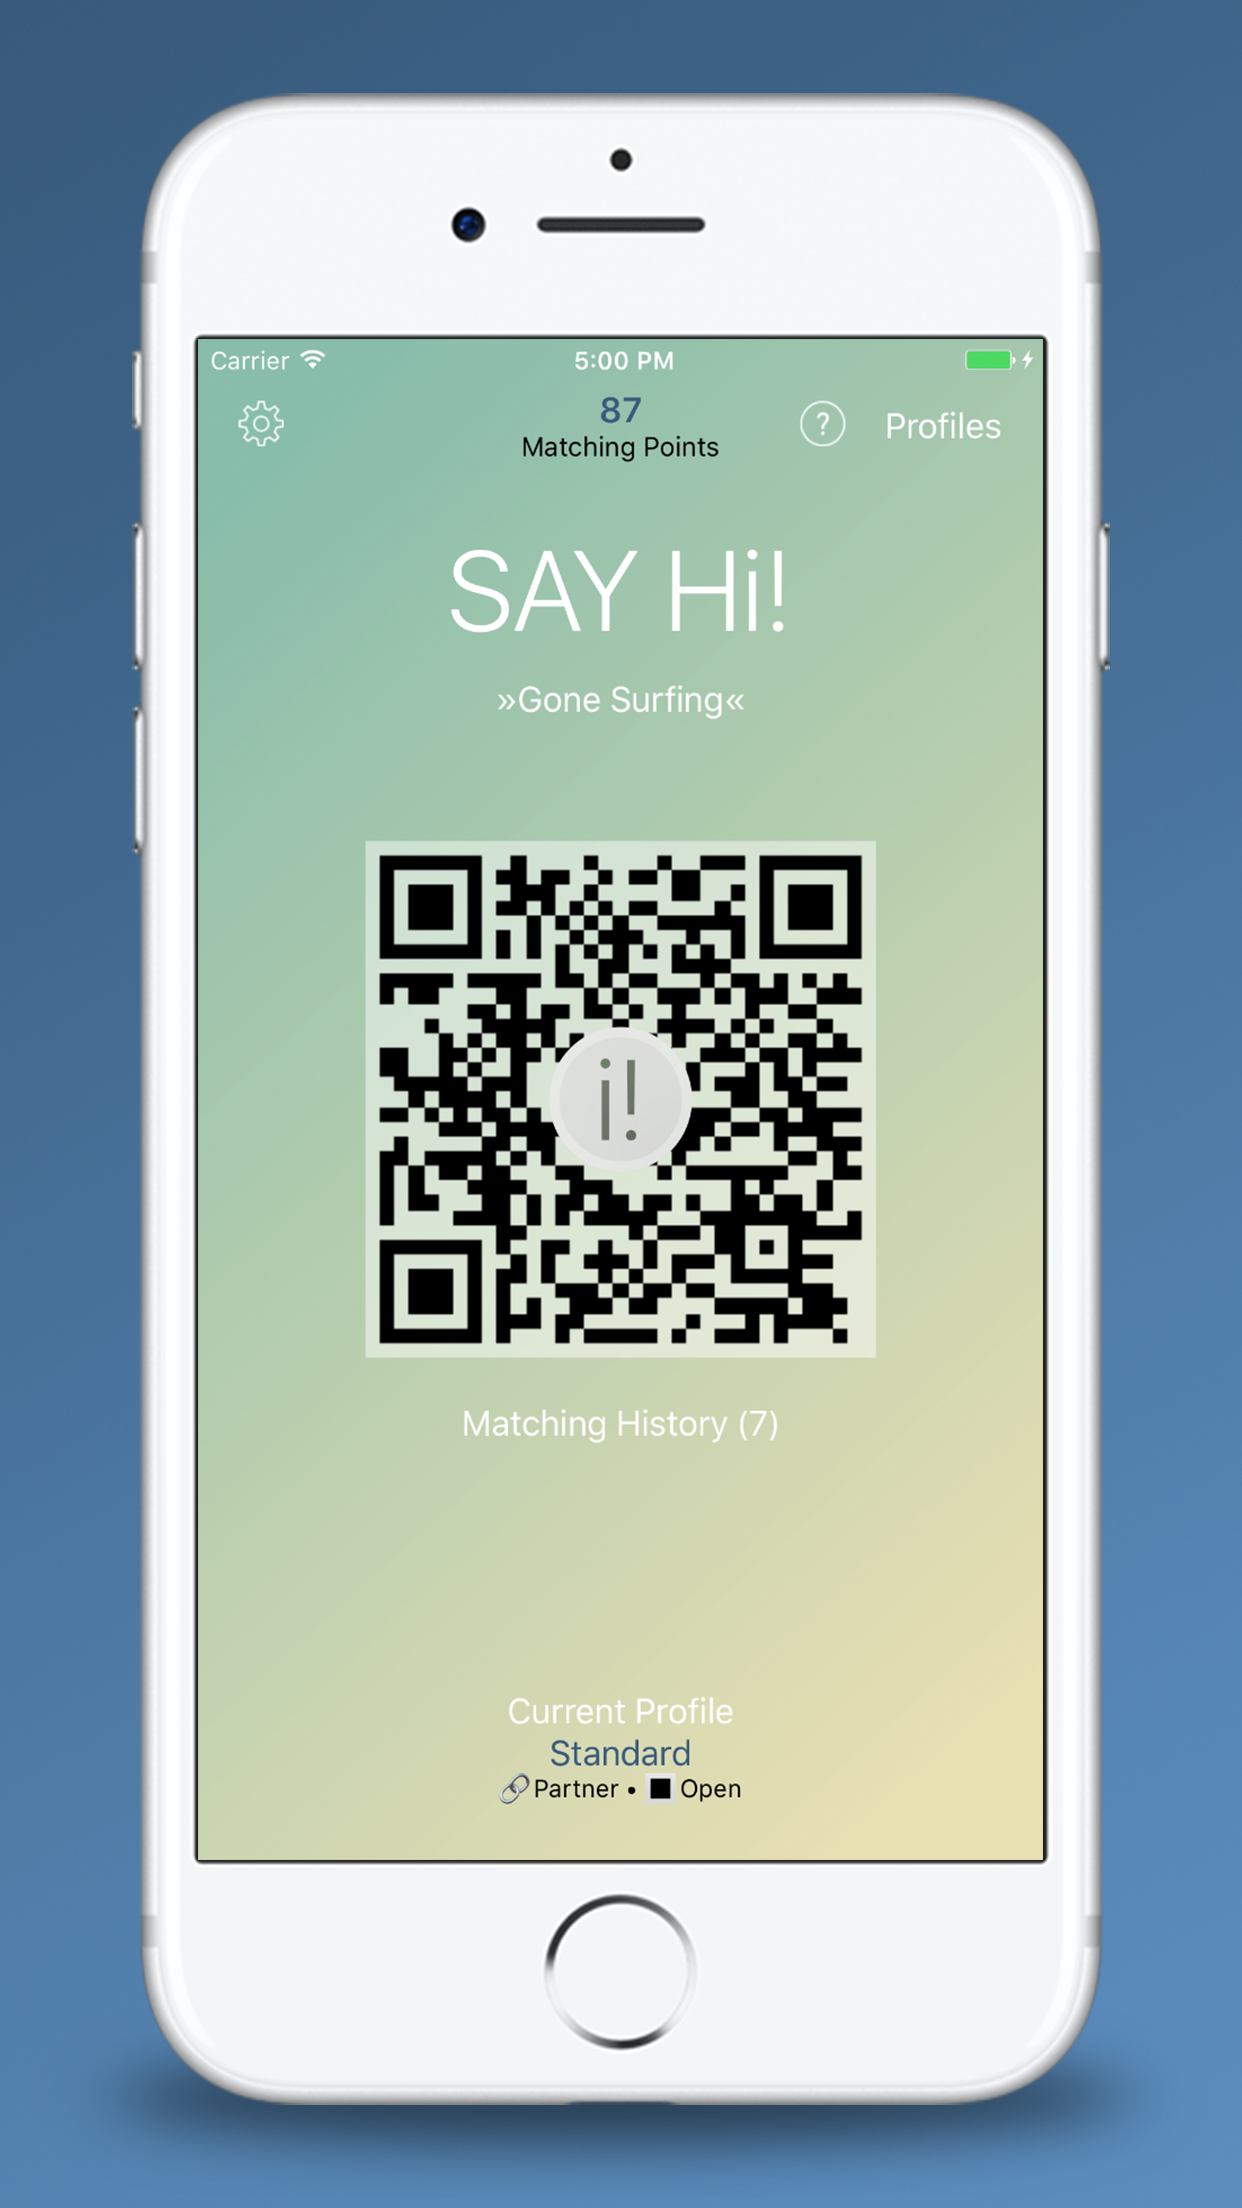 Carrier
5:00 PM
87
Matching Points
?
Profiles
SAY Hi!
»Gone Surfing«
i!
Matching History (7)
Current Profile
Standard
Partner • Open